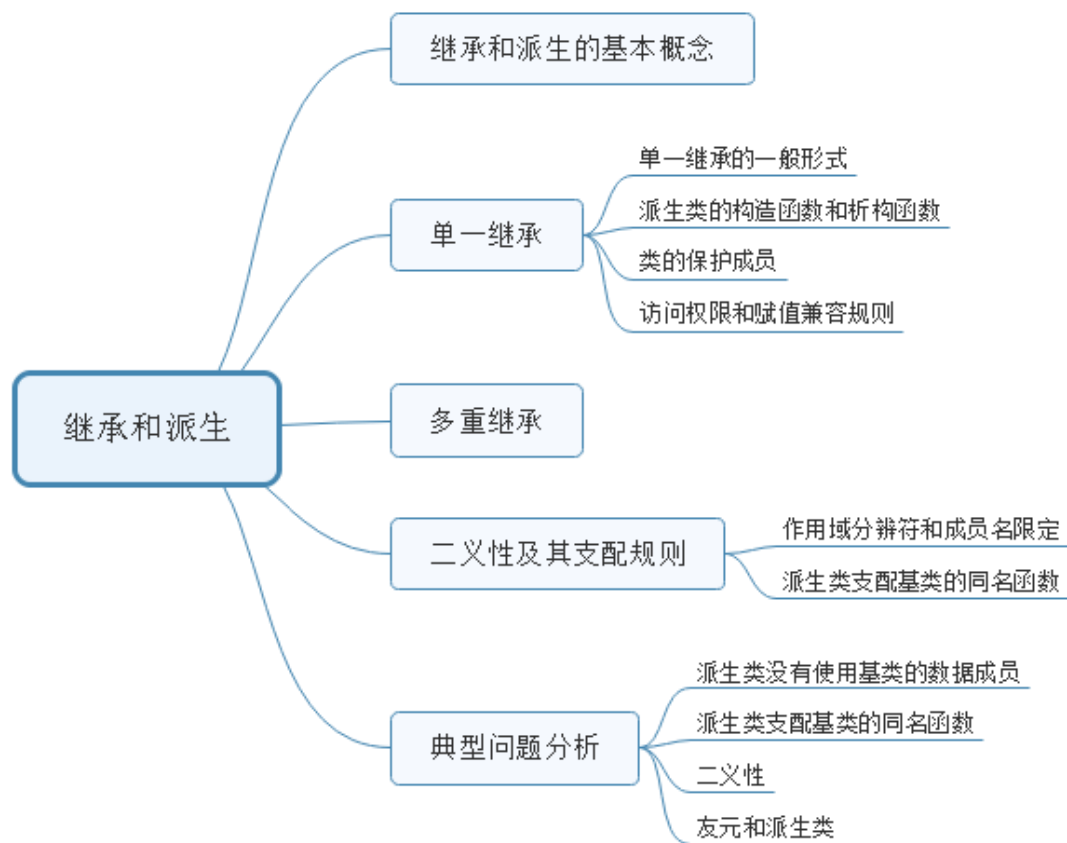 继承和派生的基本概念
单一继承
单一继承的一般形式
派生类的构造函数和析构函数
类的保护成员
访问权限和赋值兼容规则
继承和派生
多重继承
二义性及其支配规则
作用域分辨符和成员名限定
派生类支配基类的同名函数
典型问题分析
派生类没有使用基类的数据成员
派生类支配基类的同名函数
二义性
友元和派生类